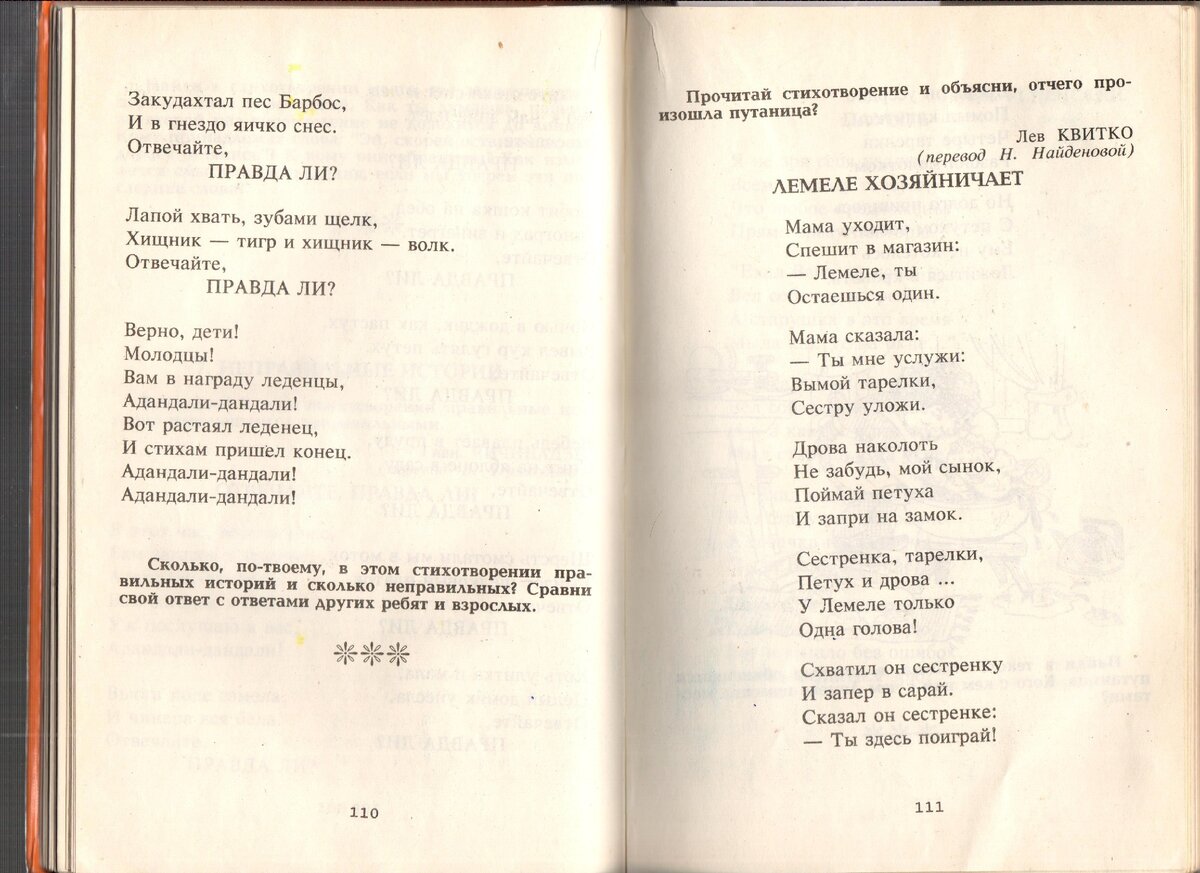 Закудахтал пес Барбос,
И в гнездо яичко снес.
Отвечайте,
ПРАВДА ЛИ?
Лапой хвать, зубами щелк,
Хищник — тигр и хищник — волк.
Отвечайте,
ПРАВДА ЛИ?
Верно, дети!
Молодцы!
Вам в награду леденцы,
Адандали-дандали!
Вот растаял леденец,
И стихам пришел конец.
Адандали-дандали!
Адандали-дандали!
Сколько, по-твоему, в этом стихотворении пра-
вильных историй и сколько неправильных? Сравни
свой ответ с ответами других ребят и взрослых.
110
Прочитай стихотворение и объясни, отчего про-
изошла путаница?
Лев КВИТКО
(перевод Н. Найденовой)
ЛЕМЕЛЕ ХОЗЯЙНИЧАЕТ
Мама уходит,
Спешит в магазин:
— Лемеле, ты
Остаешься один.
Мама сказала:
— Ты мне услужи:
Вымой тарелки,
Сестру уложи.
Дрова наколоть
Не забудь, мой сынок,
Поймай петуха
И запри на замок.
Сестренка, тарелки,
Петух и дрова ...
У Лемеле только
Одна голова!
Схватил он сестренку
И запер в сарай.
Сказал он сестренке:
— Ты здесь поиграй!
111